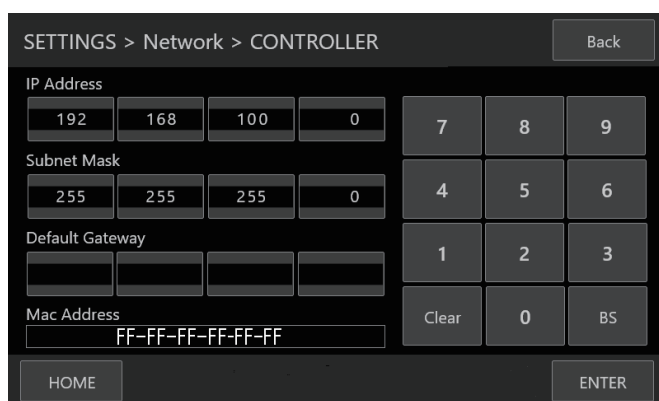 SETTINGS > Network > CONTROLLER
Back
IP Address
192 168 100 0
Subnet Mask
255 255 255 0
Default Gateway
Mac Address
FF–FF–FF–FF-FF–FF
7 8 9
4 5 6
1 2 3
Clear 0 BS
HOME
ENTER